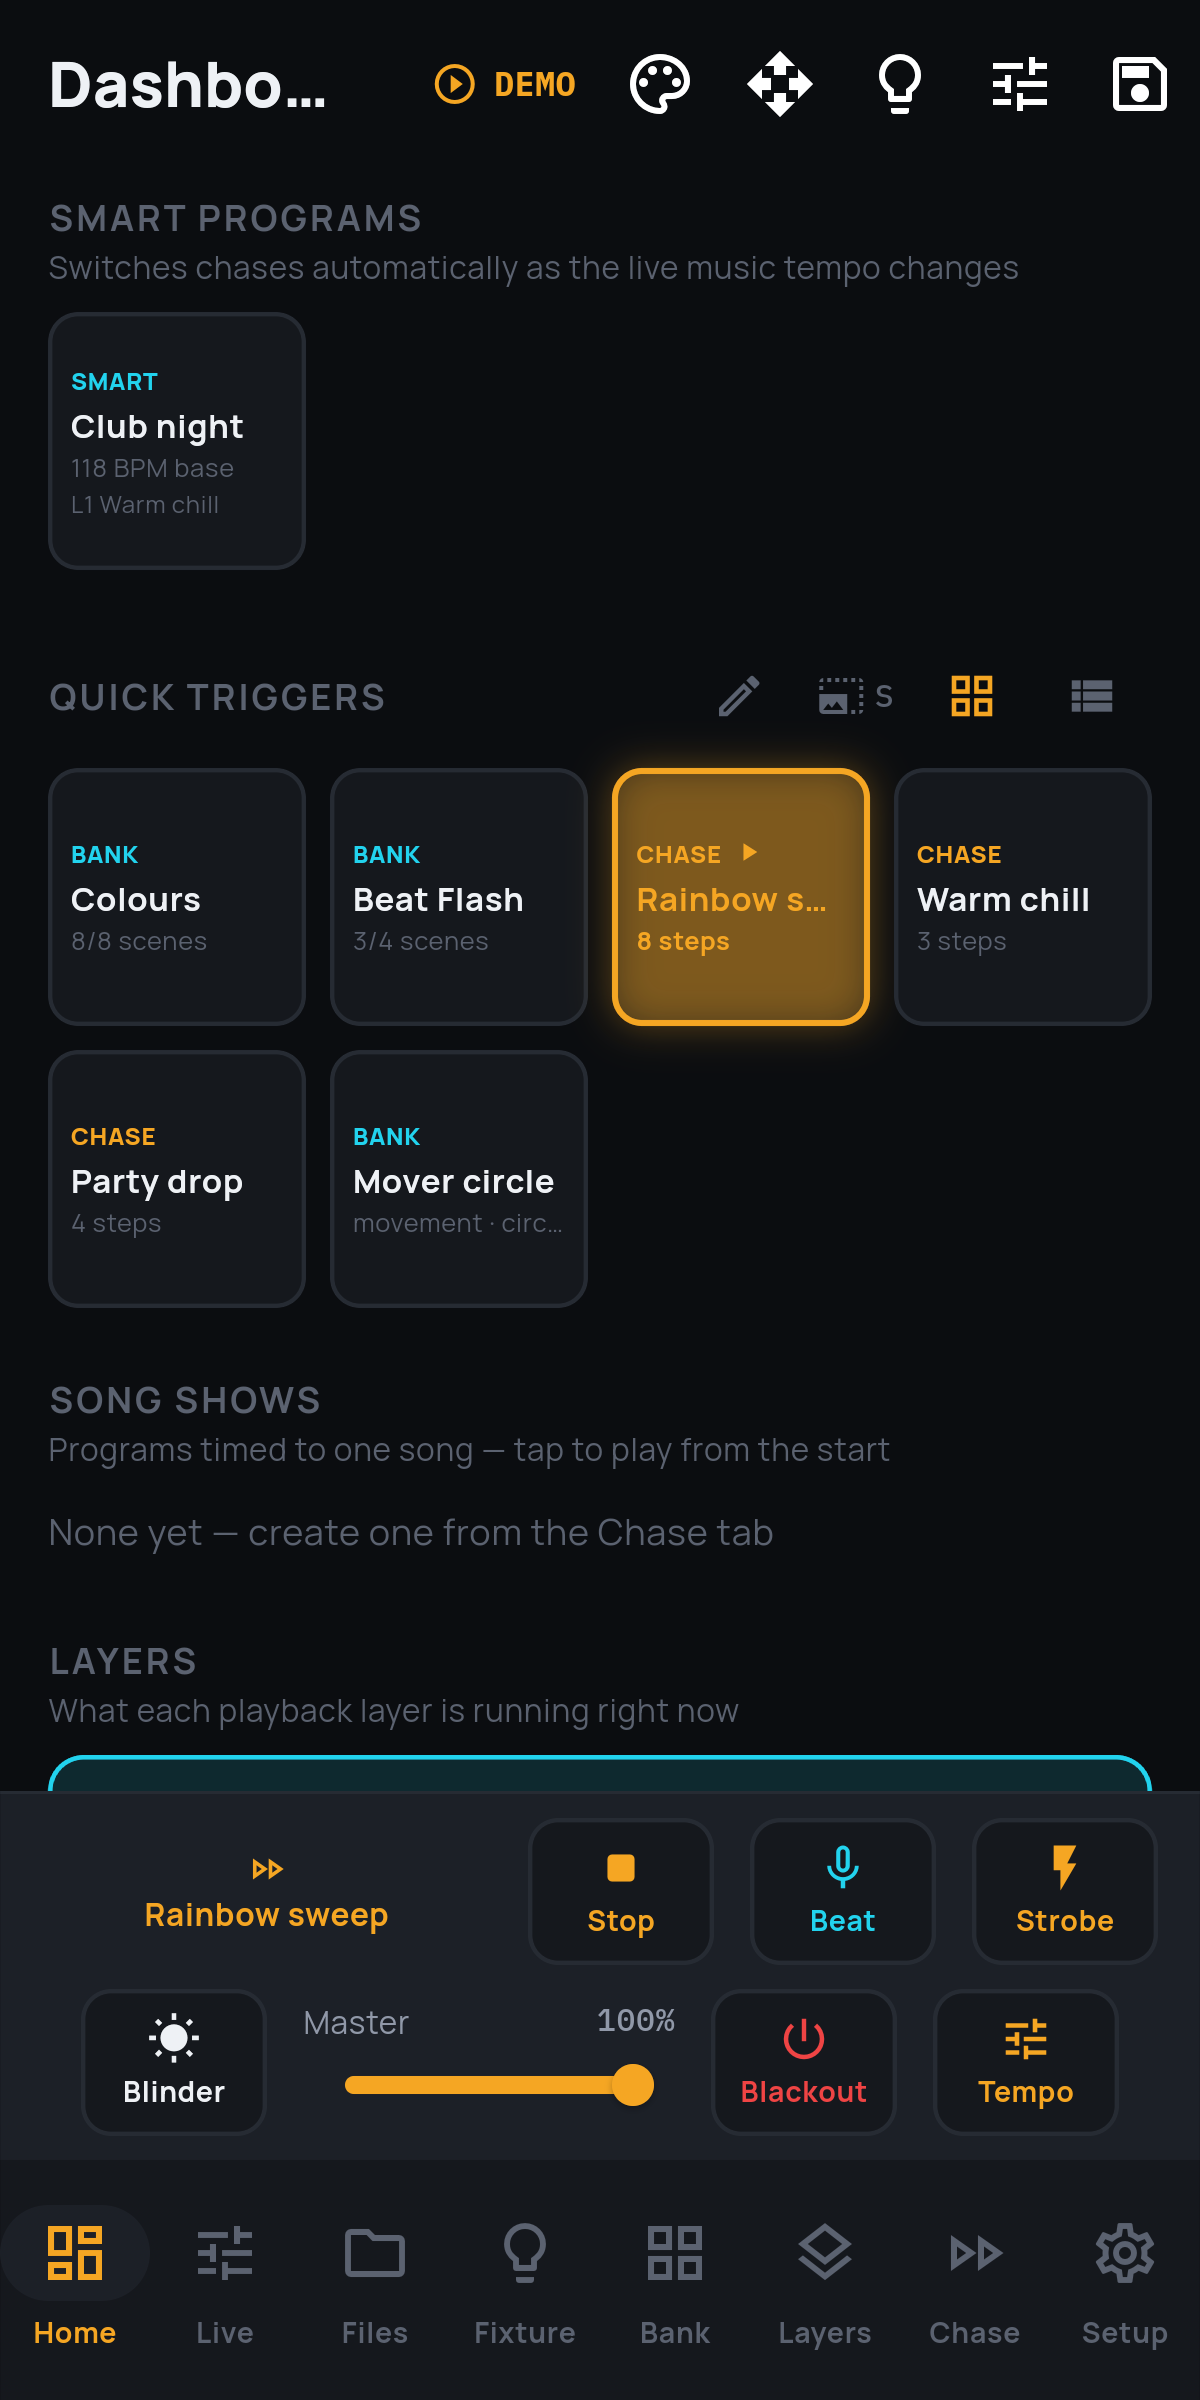 Dashbo…
DEMO
SMART PROGRAMS
Switches chases automatically as the live music tempo changes
SMART
Club night
118 BPM base
L1 Warm chill
QUICK TRIGGERS
S
BANK
Colours
8/8 scenes
BANK
Beat Flash
3/4 scenes
CHASE
Rainbow s…
8 steps
CHASE
Warm chill
3 steps
CHASE
Party drop
4 steps
BANK
Mover circle
movement · circ…
SONG SHOWS
Programs timed to one song — tap to play from the start
None yet — create one from the Chase tab
LAYERS
What each playback layer is running right now
Rainbow sweep
Stop
Beat
Strobe
Blinder
Master 100%
Blackout
Tempo
Home
Live
Files
Fixture
Bank
Layers
Chase
Setup